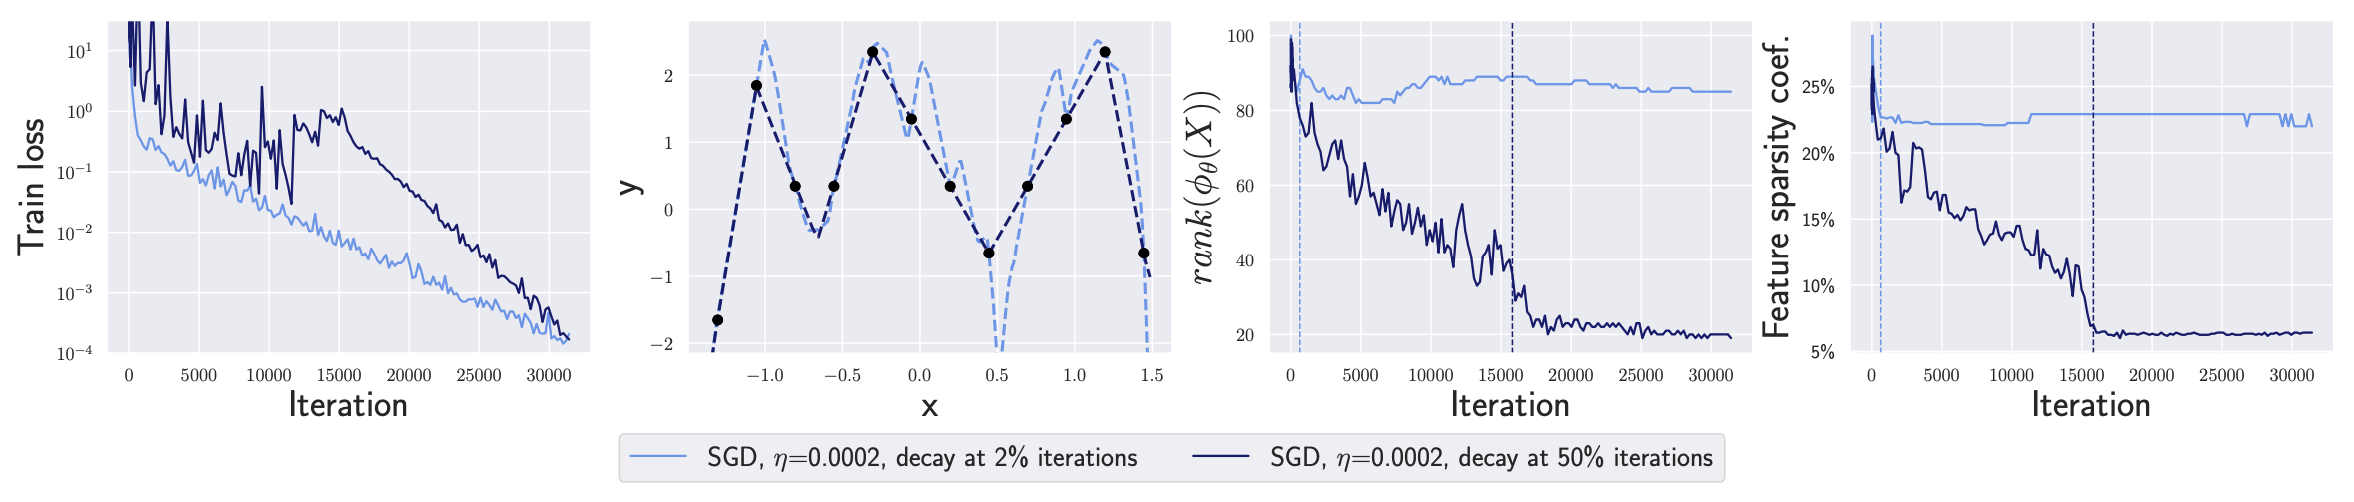 Train loss
10¹
10⁰
10⁻¹
10⁻²
10⁻³
10⁻⁴
0 5000 10000 15000 20000 25000 30000
Iteration
y
2
1
0
−1
−2
−1.0 −0.5 0.0 0.5 1.0 1.5
x
rank(ϕ_θ(X))
100
80
60
40
20
0 5000 10000 15000 20000 25000 30000
Iteration
Feature sparsity coef.
25%
20%
15%
10%
5%
0 5000 10000 15000 20000 25000 30000
Iteration
SGD, η=0.0002, decay at 2% iterations
SGD, η=0.0002, decay at 50% iterations